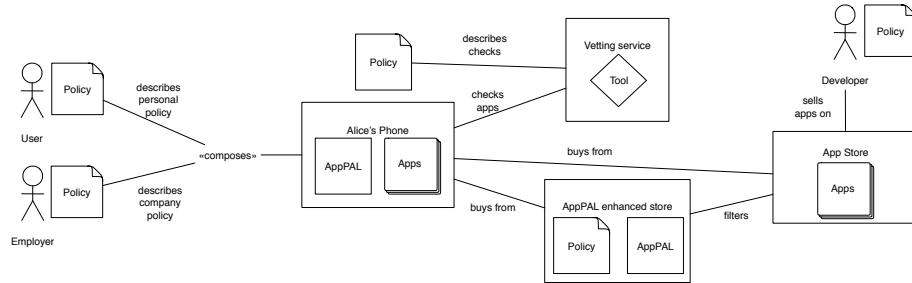 Policy
User
describes
personal
policy
Policy
Employer
describes
company
policy
«composes»
Policy
describes
checks
Vetting service
Tool
checks
apps
Alice's Phone
AppPAL
Apps
buys from
buys from
AppPAL enhanced store
Policy
AppPAL
filters
Policy
Developer
sells
apps on
App Store
Apps